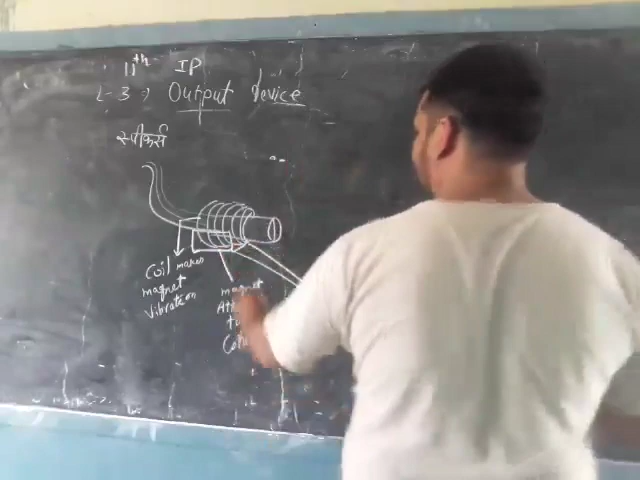 11th IP
L-3 → Output device
स्पीकर्स
Coil makes
magnet
vibration
magnet